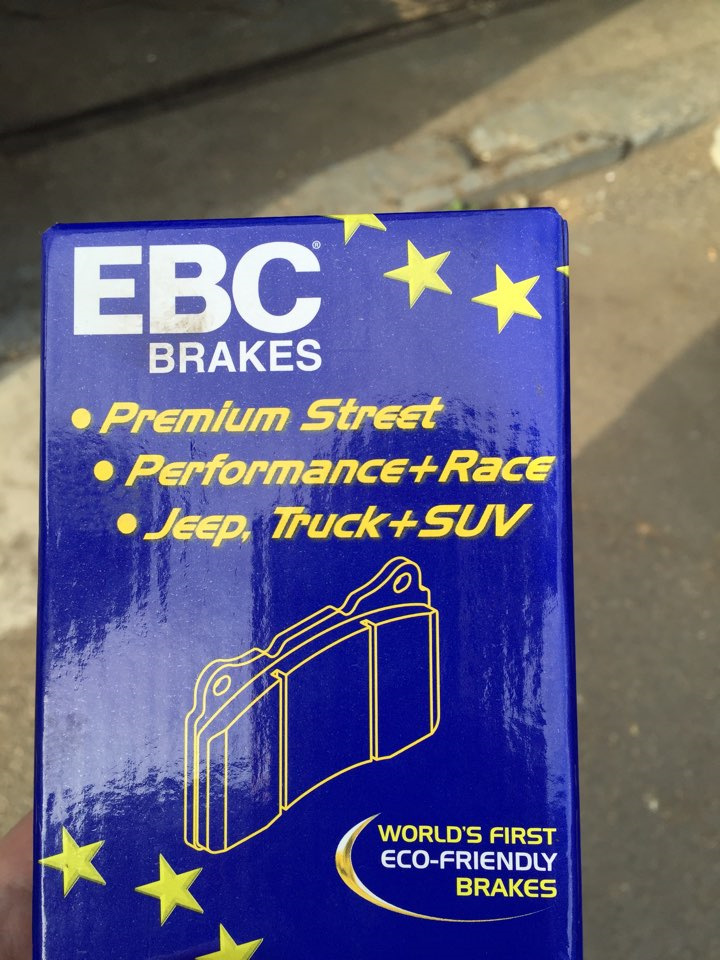 EBC®
BRAKES
• Premium Street
• Performance+Race
• Jeep, Truck+SUV
WORLD'S FIRST
ECO-FRIENDLY
BRAKES